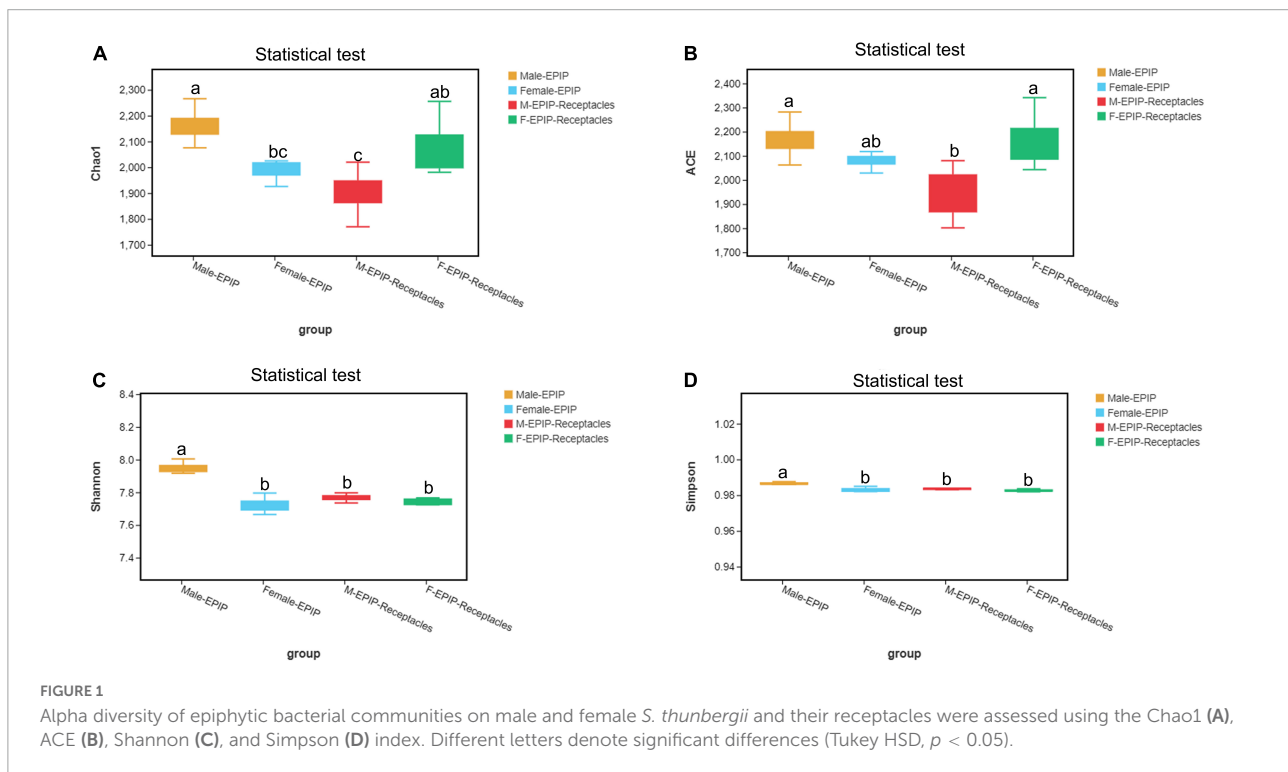 A
Statistical test
a
bc
c
ab
2,300
2,200
2,100
2,000
1,900
1,800
1,700
Chao1
Male-EPIP
Female-EPIP
M-EPIP-Receptacles
F-EPIP-Receptacles
group
Male-EPIP
Female-EPIP
M-EPIP-Receptacles
F-EPIP-Receptacles
B
Statistical test
a
ab
b
a
2,400
2,300
2,200
2,100
2,000
1,900
1,800
1,700
ACE
Male-EPIP
Female-EPIP
M-EPIP-Receptacles
F-EPIP-Receptacles
group
Male-EPIP
Female-EPIP
M-EPIP-Receptacles
F-EPIP-Receptacles
C
Statistical test
a
b
b
b
8.4
8.2
8.0
7.8
7.6
7.4
Shannon
Male-EPIP
Female-EPIP
M-EPIP-Receptacles
F-EPIP-Receptacles
group
Male-EPIP
Female-EPIP
M-EPIP-Receptacles
F-EPIP-Receptacles
D
Statistical test
a
b
b
b
1.02
1.00
0.98
0.96
0.94
Simpson
Male-EPIP
Female-EPIP
M-EPIP-Receptacles
F-EPIP-Receptacles
group
Male-EPIP
Female-EPIP
M-EPIP-Receptacles
F-EPIP-Receptacles
FIGURE 1
Alpha diversity of epiphytic bacterial communities on male and female S. thunbergii and their receptacles were assessed using the Chao1 (A),
ACE (B), Shannon (C), and Simpson (D) index. Different letters denote significant differences (Tukey HSD, p < 0.05).